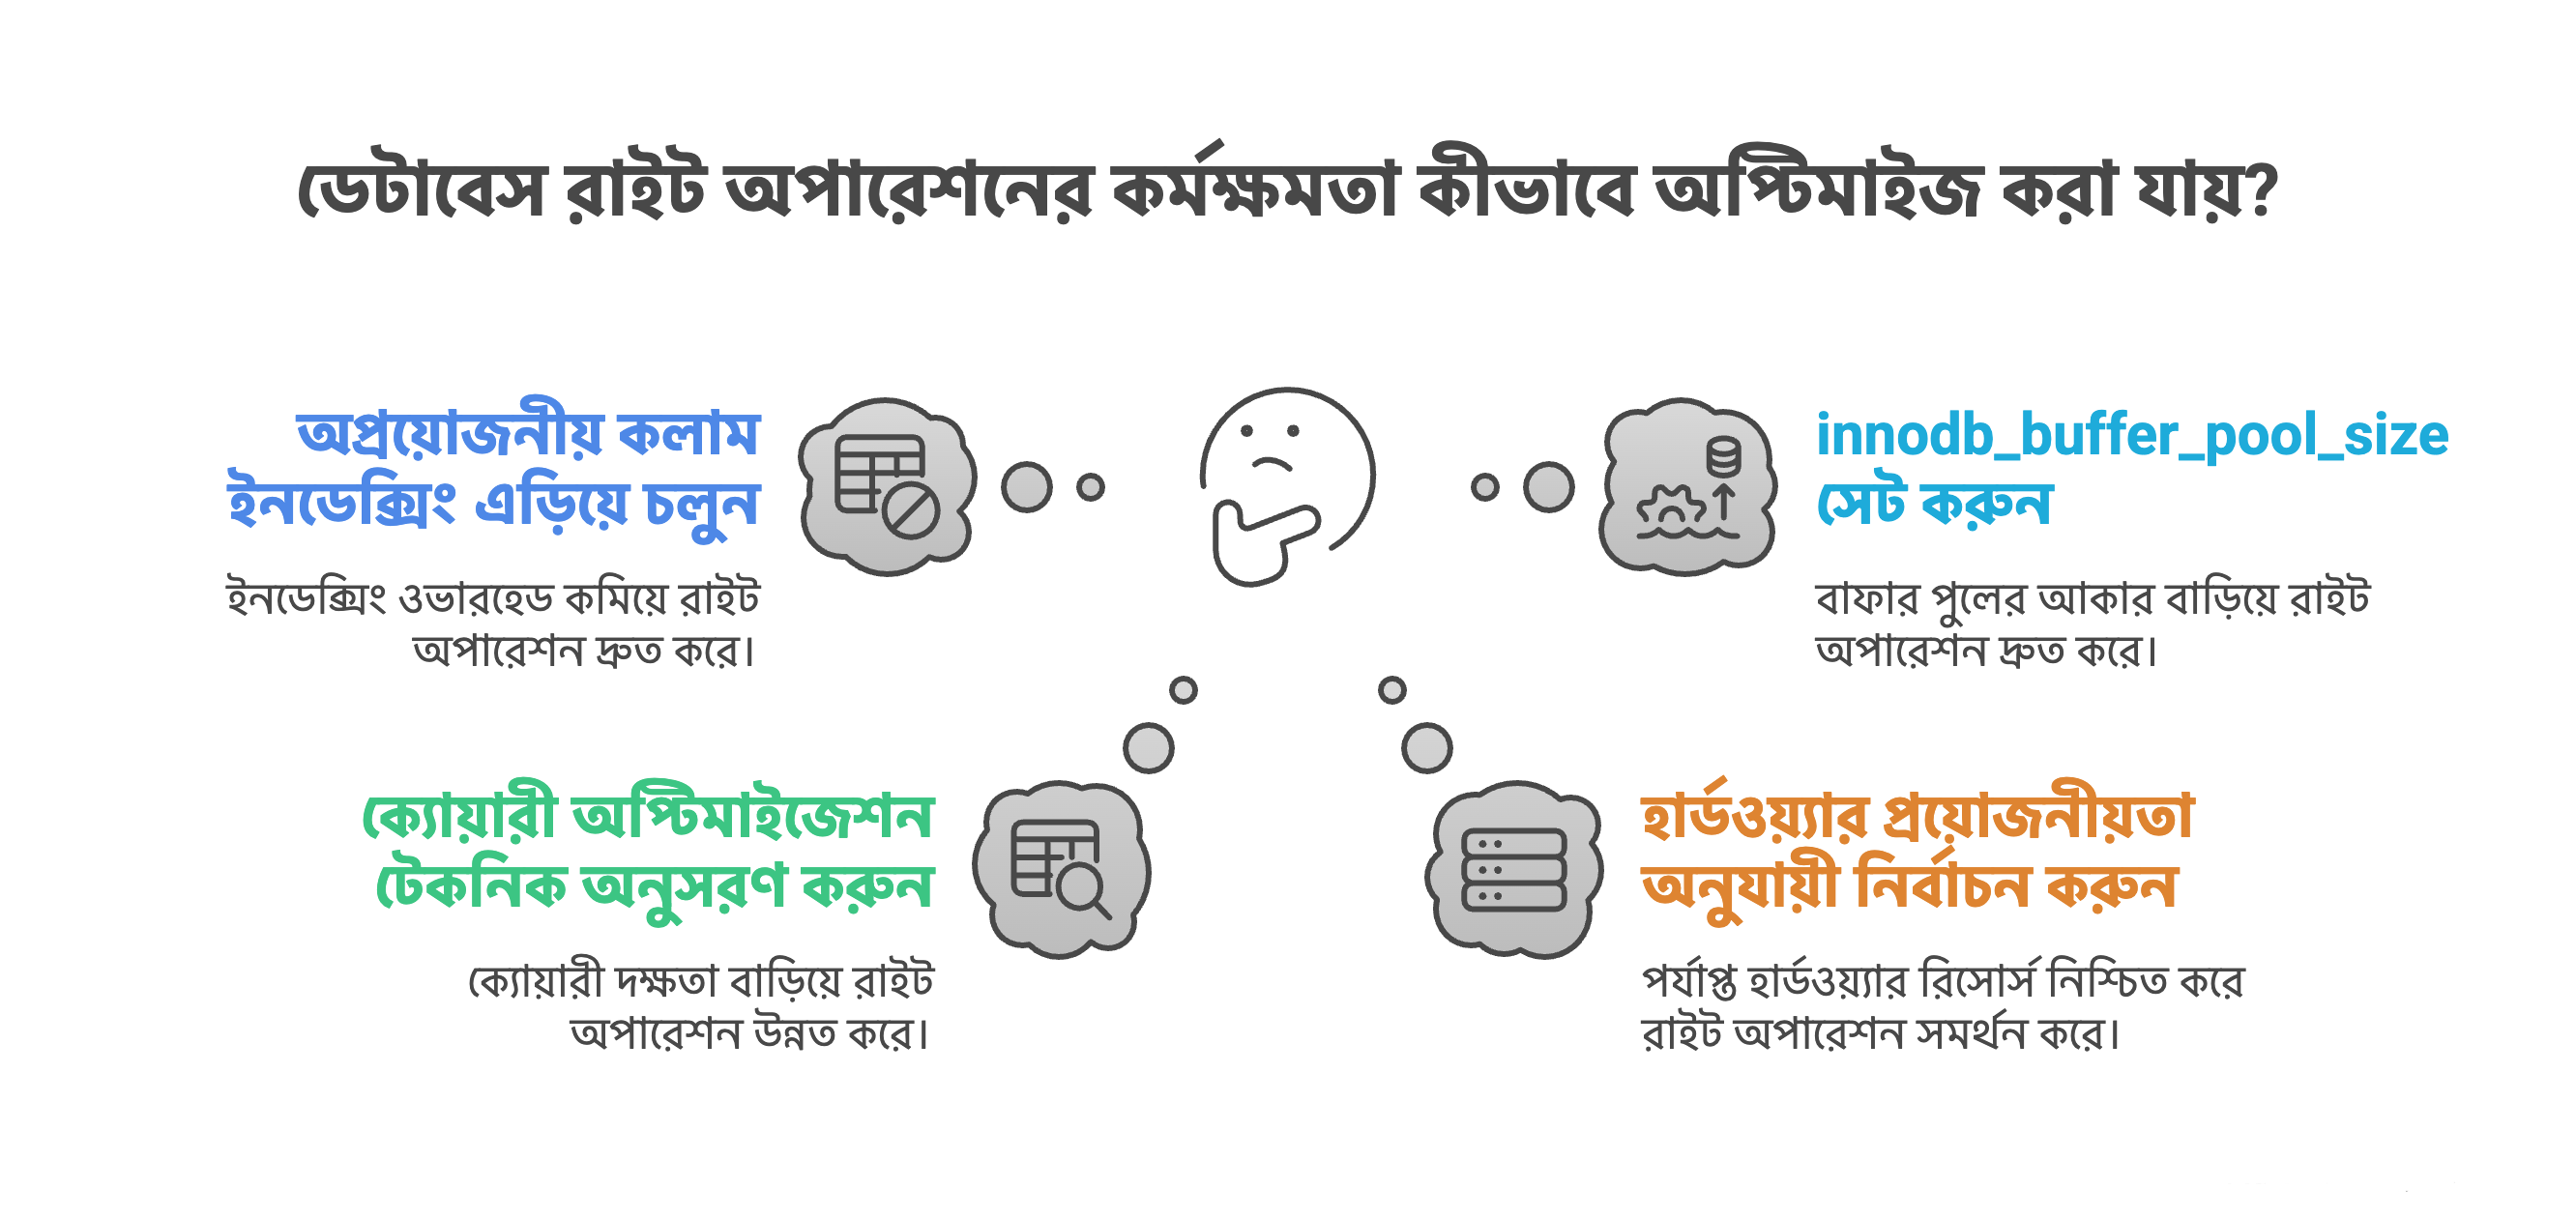 ডেটাবেস রাইট অপারেশনের কর্মক্ষমতা কীভাবে অপ্টিমাইজ করা যায়?
অপ্রয়োজনীয় কলাম
ইনডেক্সিং এড়িয়ে চলুন
ইনডেক্সিং ওভারহেড কমিয়ে রাইট
অপারেশন দ্রুত করে।
innodb_buffer_pool_size
সেট করুন
বাফার পুলের আকার বাড়িয়ে রাইট
অপারেশন দ্রুত করে।
ক্যোয়ারী অপ্টিমাইজেশন
টেকনিক অনুসরণ করুন
ক্যোয়ারী দক্ষতা বাড়িয়ে রাইট
অপারেশন উন্নত করে।
হার্ডওয়্যার প্রয়োজনীয়তা
অনুযায়ী নির্বাচন করুন
পর্যাপ্ত হার্ডওয়্যার রিসোর্স নিশ্চিত করে
রাইট অপারেশন সমর্থন করে।